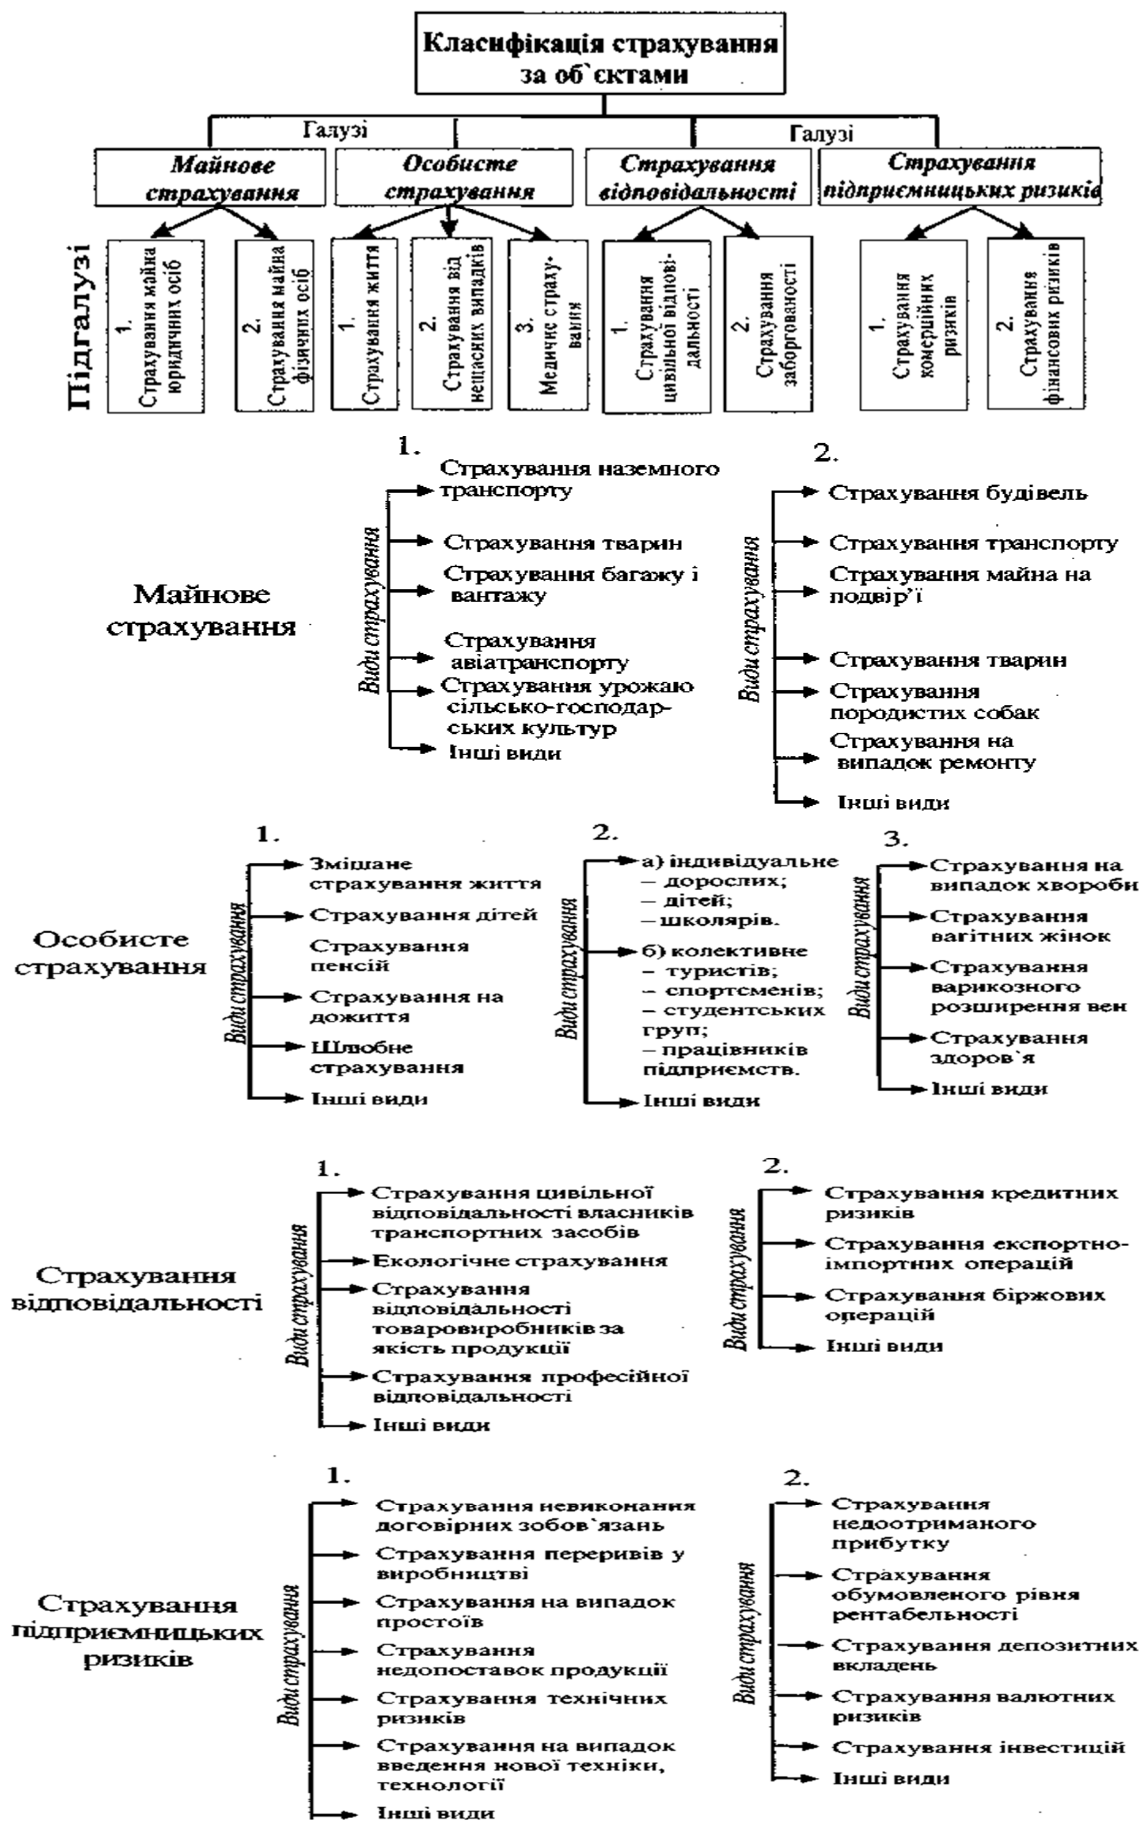 Класифікація страхування
за об`єктами
Галузі
Галузі
Майнове
страхування
Особисте
страхування
Страхування
відповідальності
Страхування
підприємницьких ризиків
Підгалузі
1.
Страхування майна
юридичних осіб
2.
Страхування майна
фізичних осіб
1.
Страхування життя
2.
Страхування від
нещасних випадків
3.
Медичне страху-
вання
1.
Страхування
цивільної відпові-
дальності
2.
Страхування
заборгованості
1.
Страхування
комерційних
ризиків
2.
Страхування
фінансових ризиків
Майнове
страхування
1.
Види страхування
Страхування наземного
транспорту
Страхування тварин
Страхування багажу і
вантажу
Страхування
авіатранспорту
Страхування урожаю
сільсько-господар-
ських культур
Інші види
2.
Види страхування
Страхування будівель
Страхування транспорту
Страхування майна на
подвір’ї
Страхування тварин
Страхування
породистих собак
Страхування на
випадок ремонту
Інші види
Особисте
страхування
1.
Види страхування
Змішане
страхування життя
Страхування дітей
Страхування
пенсій
Страхування на
дожиття
Шлюбне
страхування
Інші види
2.
Види страхування
а) індивідуальне
– дорослих;
– дітей;
– школярів.
б) колективне
– туристів;
– спортсменів;
– студентських
груп;
– працівників
підприємств.
Інші види
3.
Види страхування
Страхування на
випадок хвороби
Страхування
вагітних жінок
Страхування
варикозного
розширення вен
Страхування
здоров`я
Інші види
Страхування
відповідальності
1.
Види страхування
Страхування цивільної
відповідальності власників
транспортних засобів
Екологічне страхування
Страхування
відповідальності
товаровиробників за
якість продукції
Страхування професійної
відповідальності
Інші види
2.
Види страхування
Страхування кредитних
ризиків
Страхування експортно-
імпортних операцій
Страхування біржових
операцій
Інші види
Страхування
підприємницьких
ризиків
1.
Види страхування
Страхування невиконання
договірних зобов`язань
Страхування переривів у
виробництві
Страхування на випадок
простоїв
Страхування
недопоставок продукції
Страхування технічних
ризиків
Страхування на випадок
введення нової техніки,
технології
Інші види
2.
Види страхування
Страхування
недоотриманого
прибутку
Страхування
обумовленого рівня
рентабельності
Страхування депозитних
вкладень
Страхування валютних
ризиків
Страхування інвестицій
Інші види